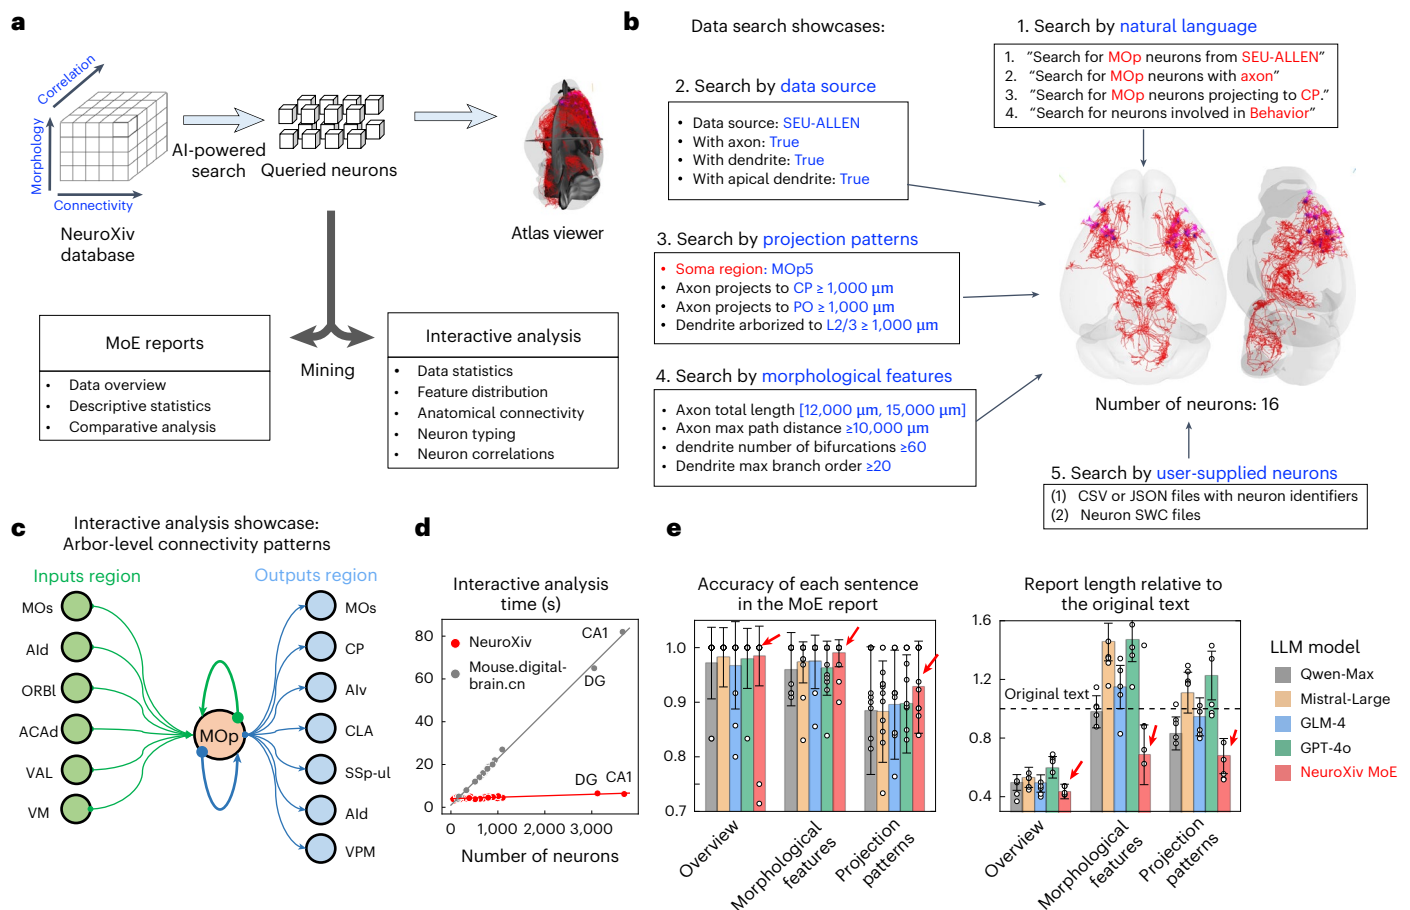 a
Correlation
Morphology
Connectivity
NeuroXiv
database
AI-powered
search
Queried neurons
Atlas viewer
Mining
MoE reports
• Data overview
• Descriptive statistics
• Comparative analysis
Interactive analysis
• Data statistics
• Feature distribution
• Anatomical connectivity
• Neuron typing
• Neuron correlations
b
Data search showcases:
1. Search by natural language
1. “Search for MOp neurons from SEU-ALLEN”
2. “Search for MOp neurons with axon”
3. “Search for MOp neurons projecting to CP.”
4. “Search for neurons involved in Behavior”
2. Search by data source
• Data source: SEU-ALLEN
• With axon: True
• With dendrite: True
• With apical dendrite: True
3. Search by projection patterns
• Soma region: MOp5
• Axon projects to CP ≥ 1,000 µm
• Axon projects to PO ≥ 1,000 µm
• Dendrite arborized to L2/3 ≥ 1,000 µm
4. Search by morphological features
• Axon total length [12,000 µm, 15,000 µm]
• Axon max path distance ≥10,000 µm
• dendrite number of bifurcations ≥60
• Dendrite max branch order ≥20
Number of neurons: 16
5. Search by user-supplied neurons
(1) CSV or JSON files with neuron identifiers
(2) Neuron SWC files
c
Interactive analysis showcase:
Arbor-level connectivity patterns
Inputs region
Outputs region
MOs
AId
ORBl
ACAd
VAL
VM
MOp
MOs
CP
AIv
CLA
SSp-ul
AId
VPM
d
Interactive analysis
time (s)
80
60
40
20
0
NeuroXiv
Mouse.digital-
brain.cn
CA1
DG
DG CA1
0 1,000 2,000 3,000
Number of neurons
e
Accuracy of each sentence
in the MoE report
1.0
0.9
0.8
0.7
Overview
Morphological
features
Projection
patterns
Report length relative to
the original text
1.6
1.2
0.8
0.4
Original text
Overview
Morphological
features
Projection
patterns
LLM model
Qwen-Max
Mistral-Large
GLM-4
GPT-4o
NeuroXiv MoE